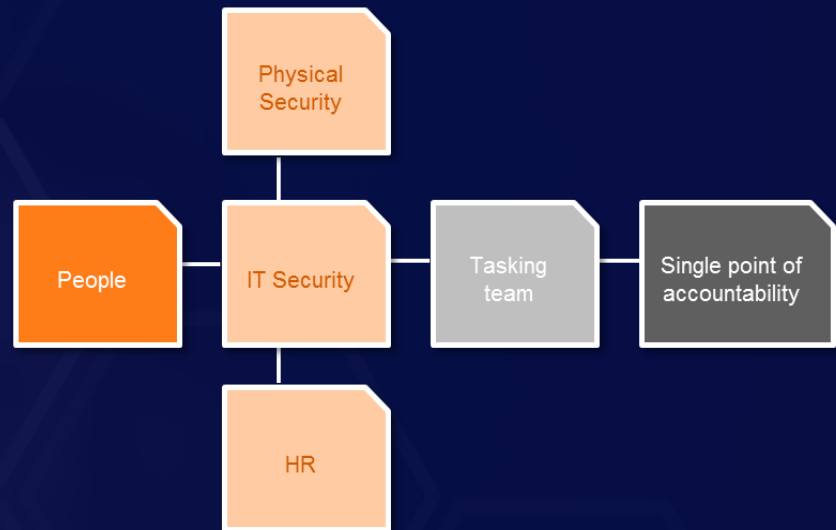 Physical
Security
People
IT Security
Tasking
team
Single point of
accountability
HR